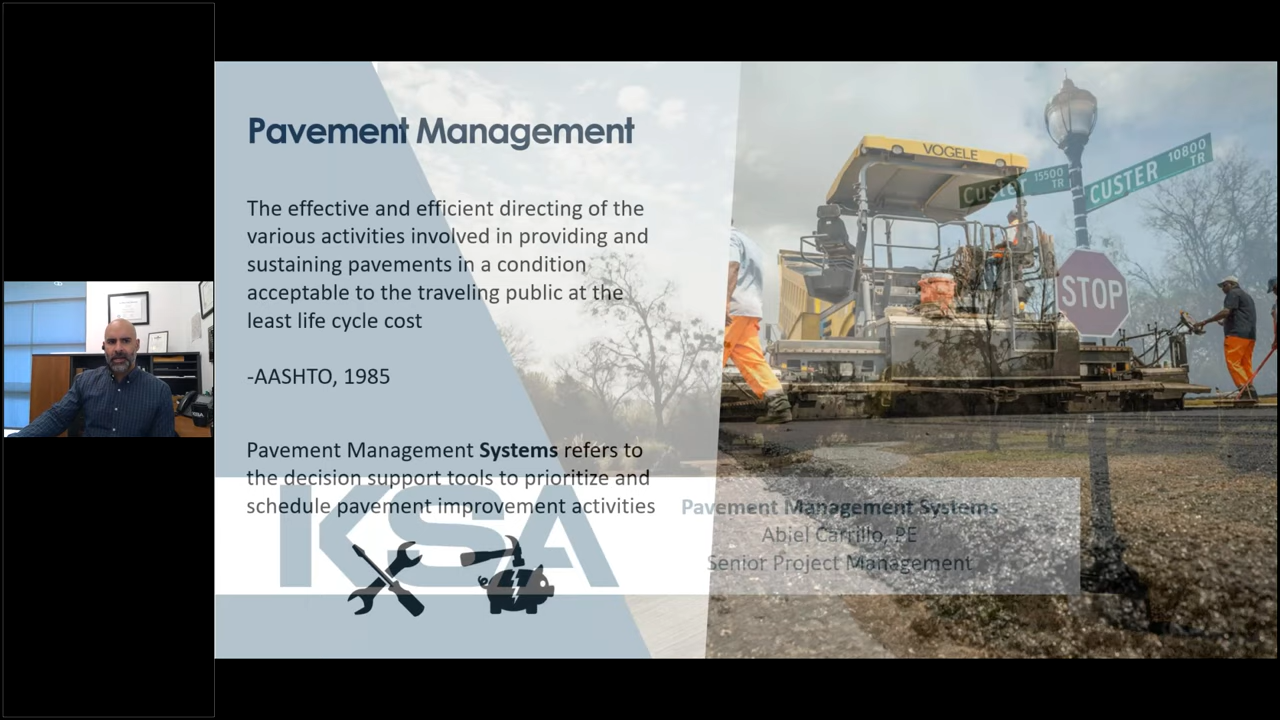 Pavement Management
The effective and efficient directing of the
various activities involved in providing and
sustaining pavements in a condition
acceptable to the traveling public at the
least life cycle cost
-AASHTO, 1985
Pavement Management Systems refers to
the decision support tools to prioritize and
schedule pavement improvement activities
KSA
Pavement Management Systems
Abiel Carrillo, PE
Senior Project Management
VOGELE
CUSTER 15500 TR
CUSTER 10800 TR
STOP